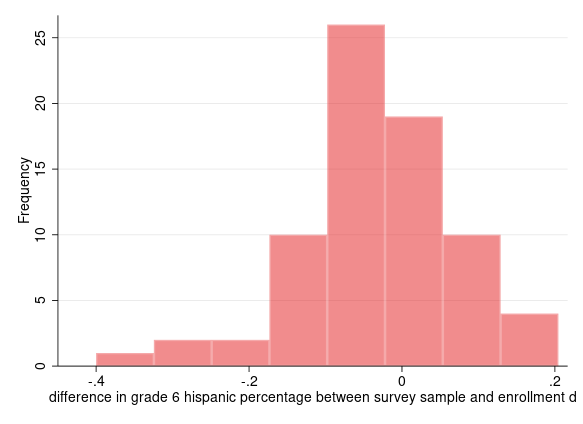 Frequency
25
20
15
10
5
0
-.4 -.2 0 .2
difference in grade 6 hispanic percentage between survey sample and enrollment d